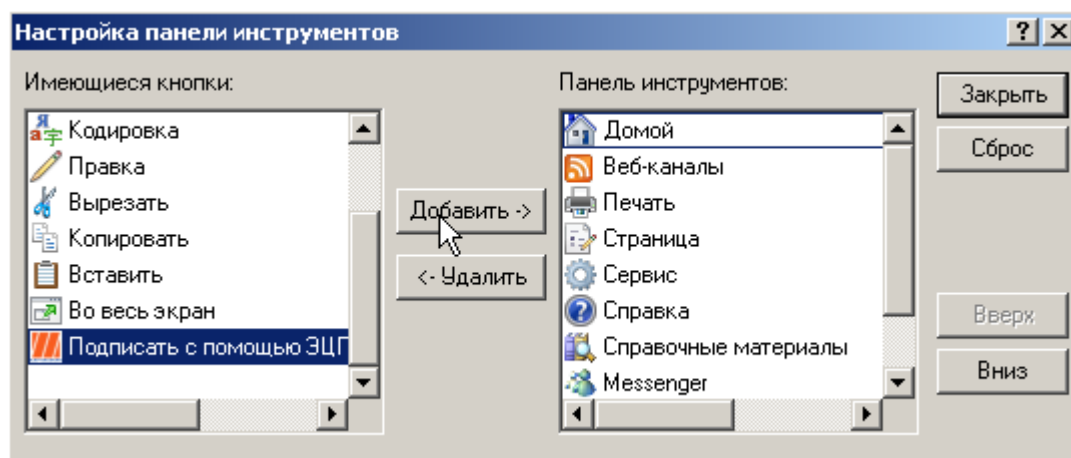 Настройка панели инструментов
Имеющиеся кнопки:
Кодировка
Правка
Вырезать
Копировать
Вставить
Во весь экран
Подписать с помощью ЭЦП
Добавить ->
<- Удалить
Панель инструментов:
Домой
Веб-каналы
Печать
Страница
Сервис
Справка
Справочные материалы
Messenger
Закрыть
Сброс
Вверх
Вниз